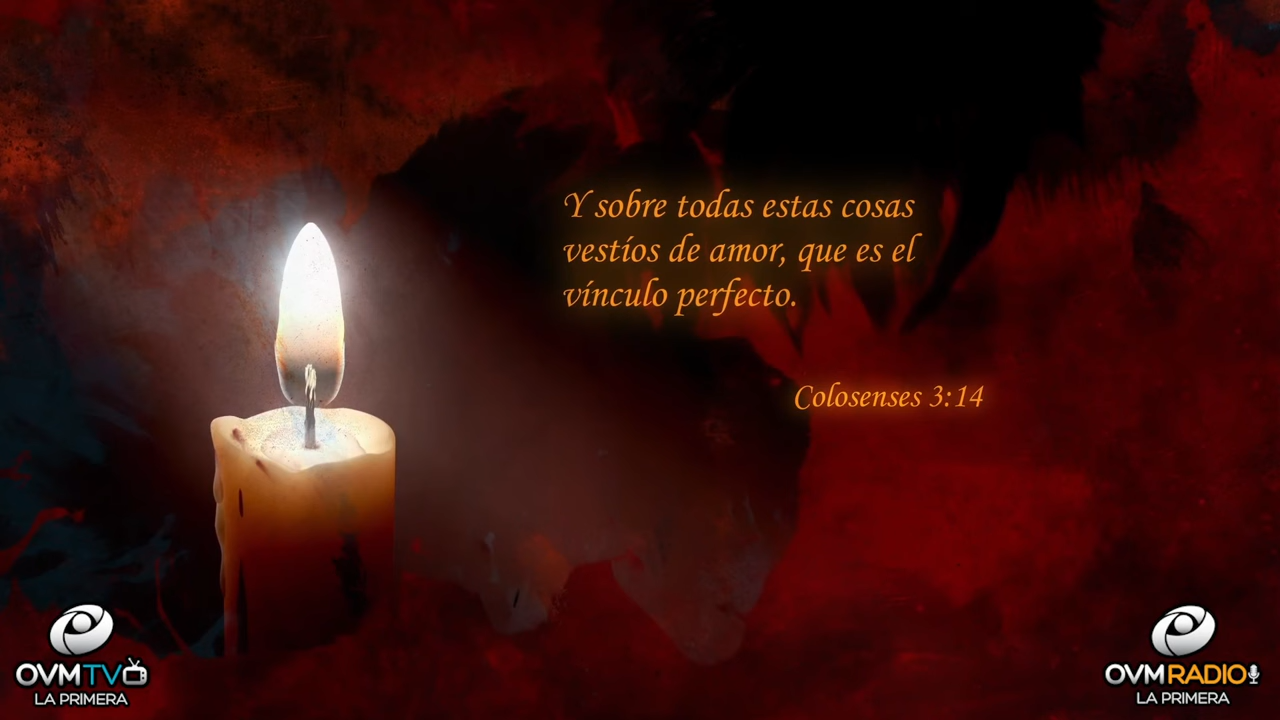 Y sobre todas estas cosas
vestíos de amor, que es el
vínculo perfecto.
Colosenses 3:14
OVMTV
LA PRIMERA
OVMRADIO
LA PRIMERA